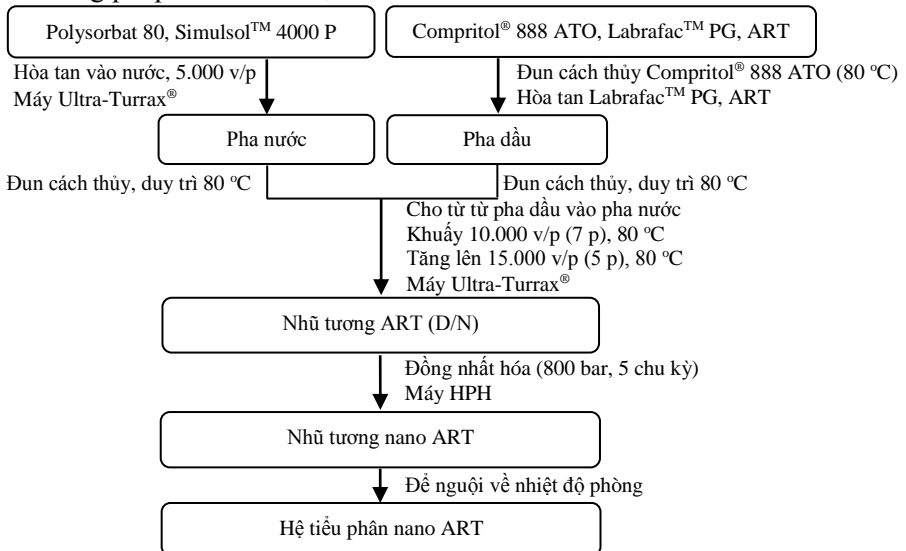 Polysorbat 80, Simulsol™ 4000 P
Compritol® 888 ATO, Labrafac™ PG, ART
Hòa tan vào nước, 5.000 v/p
Máy Ultra-Turrax®
Đun cách thủy Compritol® 888 ATO (80 ºC)
Hòa tan Labrafac™ PG, ART
Pha nước
Pha dầu
Đun cách thủy, duy trì 80 ºC
Đun cách thủy, duy trì 80 ºC
Cho từ từ pha dầu vào pha nước
Khuấy 10.000 v/p (7 p), 80 ºC
Tăng lên 15.000 v/p (5 p), 80 ºC
Máy Ultra-Turrax®
Nhũ tương ART (D/N)
Đồng nhất hóa (800 bar, 5 chu kỳ)
Máy HPH
Nhũ tương nano ART
Để nguội về nhiệt độ phòng
Hệ tiểu phân nano ART